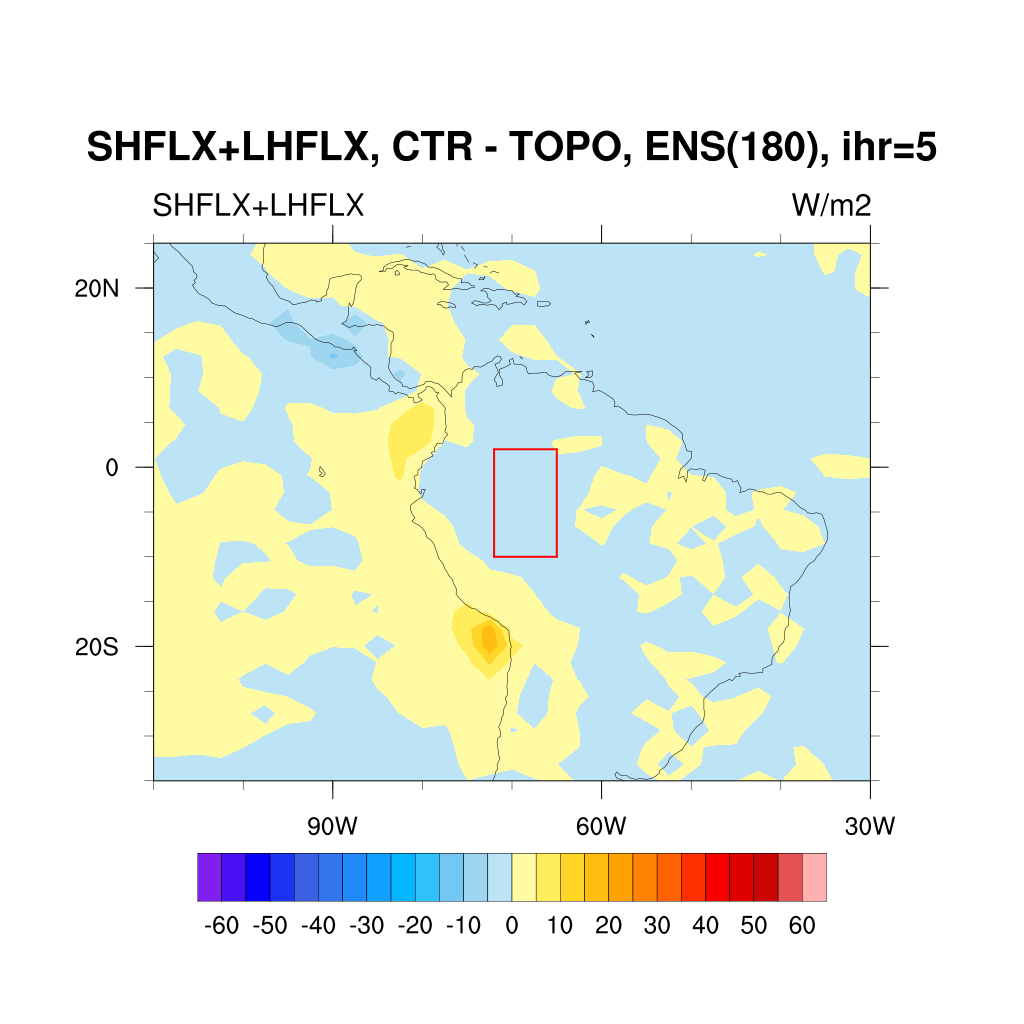 SHFLX+LHFLX, CTR - TOPO, ENS(180), ihr=5
SHFLX+LHFLX W/m2
20N
0
20S
90W 60W 30W
-60 -50 -40 -30 -20 -10 0 10 20 30 40 50 60